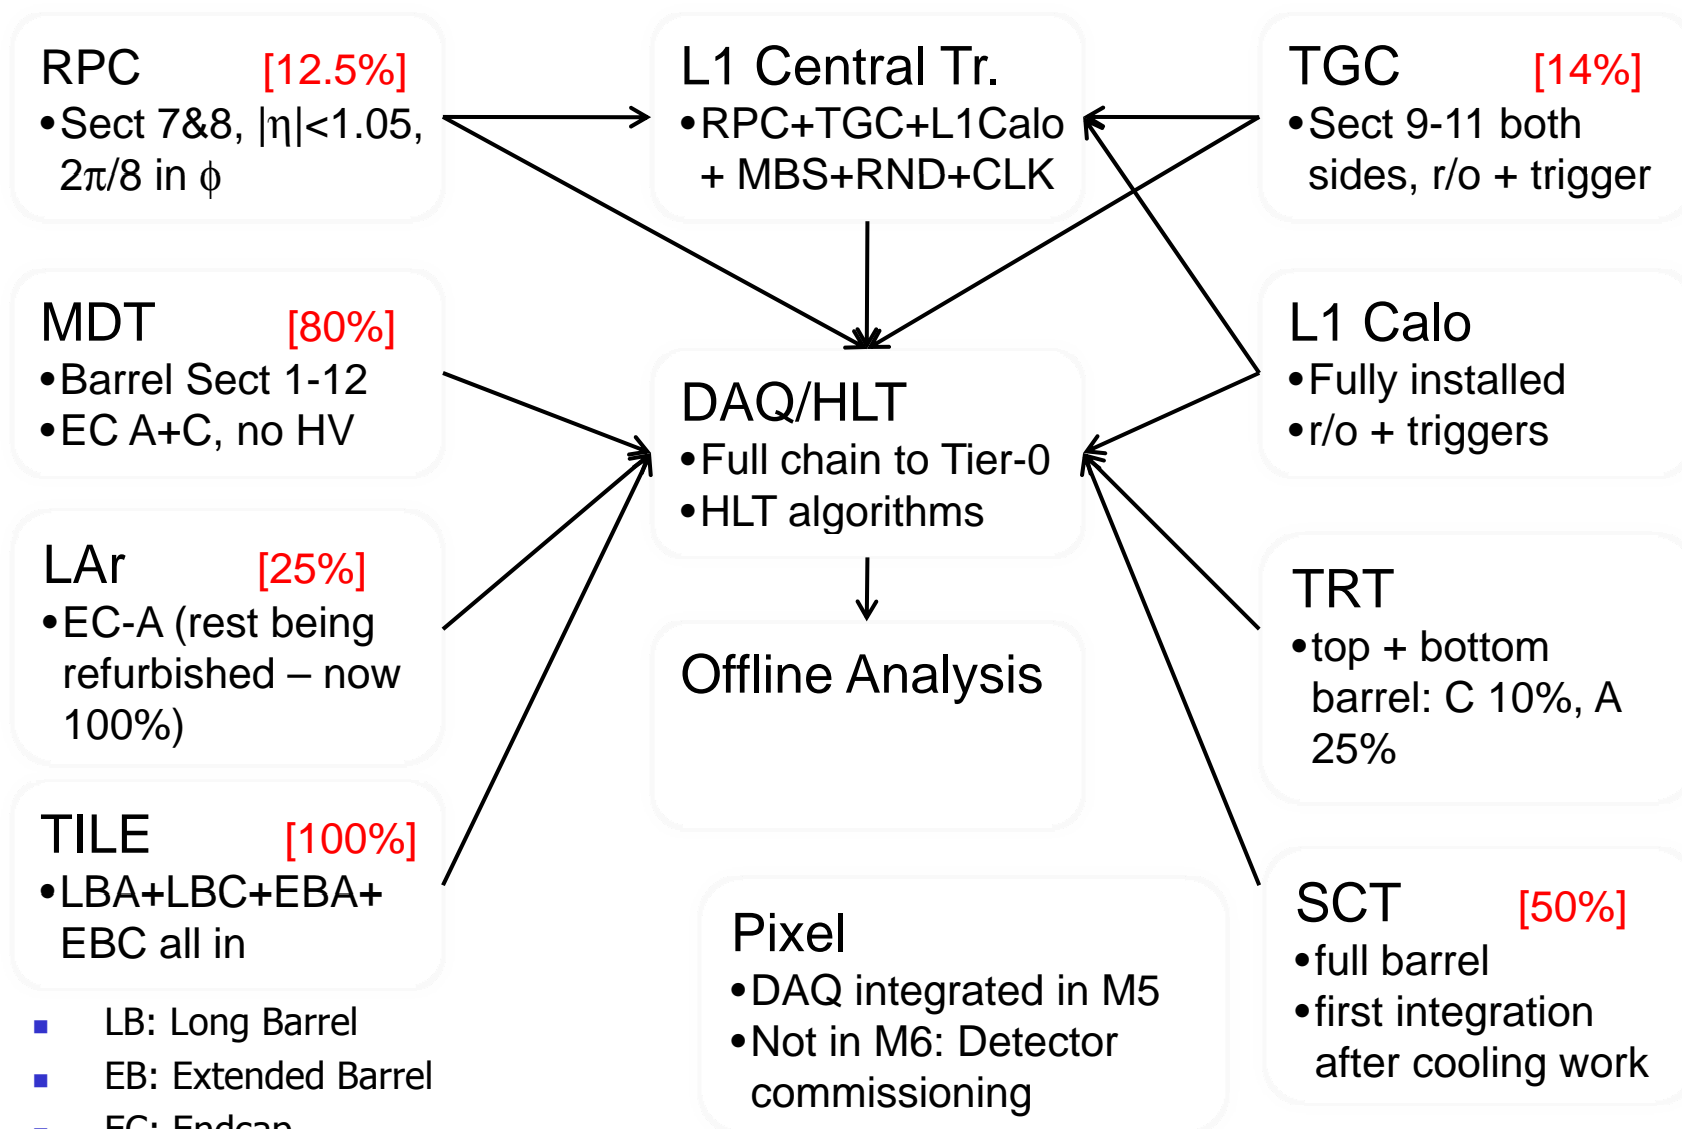 RPC [12.5%]
•Sect 7&8, |η|<1.05,
2π/8 in ϕ
L1 Central Tr.
•RPC+TGC+L1Calo
+ MBS+RND+CLK
TGC [14%]
•Sect 9-11 both
sides, r/o + trigger
MDT [80%]
•Barrel Sect 1-12
•EC A+C, no HV
DAQ/HLT
•Full chain to Tier-0
•HLT algorithms
L1 Calo
•Fully installed
•r/o + triggers
LAr [25%]
•EC-A (rest being
refurbished – now
100%)
Offline Analysis
TRT
•top + bottom
barrel: C 10%, A
25%
TILE [100%]
•LBA+LBC+EBA+
EBC all in
Pixel
•DAQ integrated in M5
•Not in M6: Detector
commissioning
SCT [50%]
•full barrel
•first integration
after cooling work
▪ LB: Long Barrel
▪ EB: Extended Barrel
▪ EC: Endcap